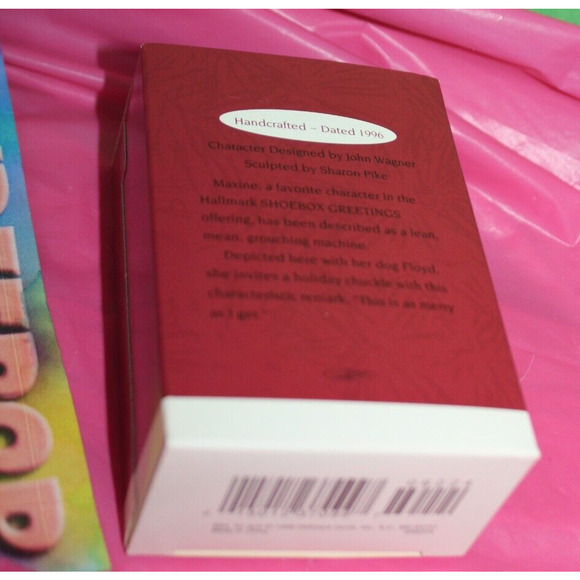 Handcrafted ~ Dated 1996
Character Designed by John Wagner
Sculpted by Sharon Pike
Maxine, a favorite character in the
Hallmark SHOEBOX GREETINGS
offering, has been described as a lean,
mean, grouching machine.
Depicted here with her dog Floyd,
she invites a holiday chuckle with this
characteristic remark, "This is as merry
as I get."